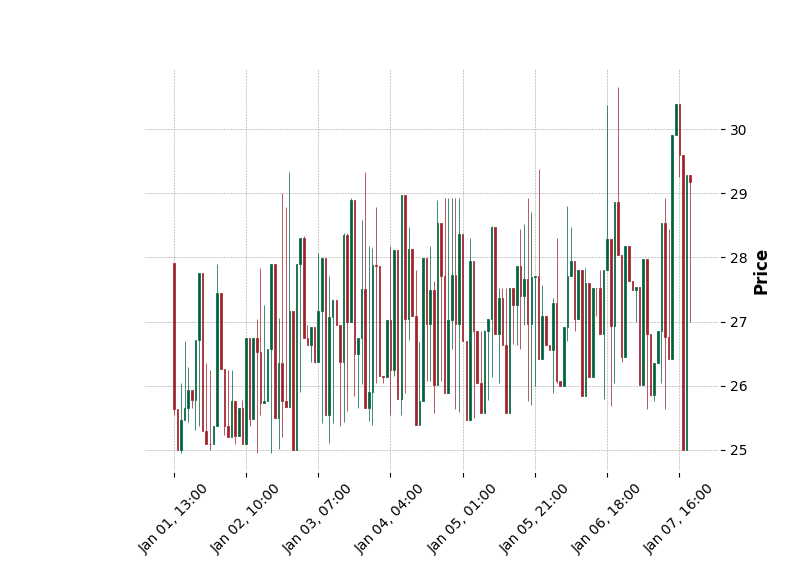 30
29
28
27
26
25
Price
Jan 01, 13:00
Jan 02, 10:00
Jan 03, 07:00
Jan 04, 04:00
Jan 05, 01:00
Jan 05, 21:00
Jan 06, 18:00
Jan 07, 16:00